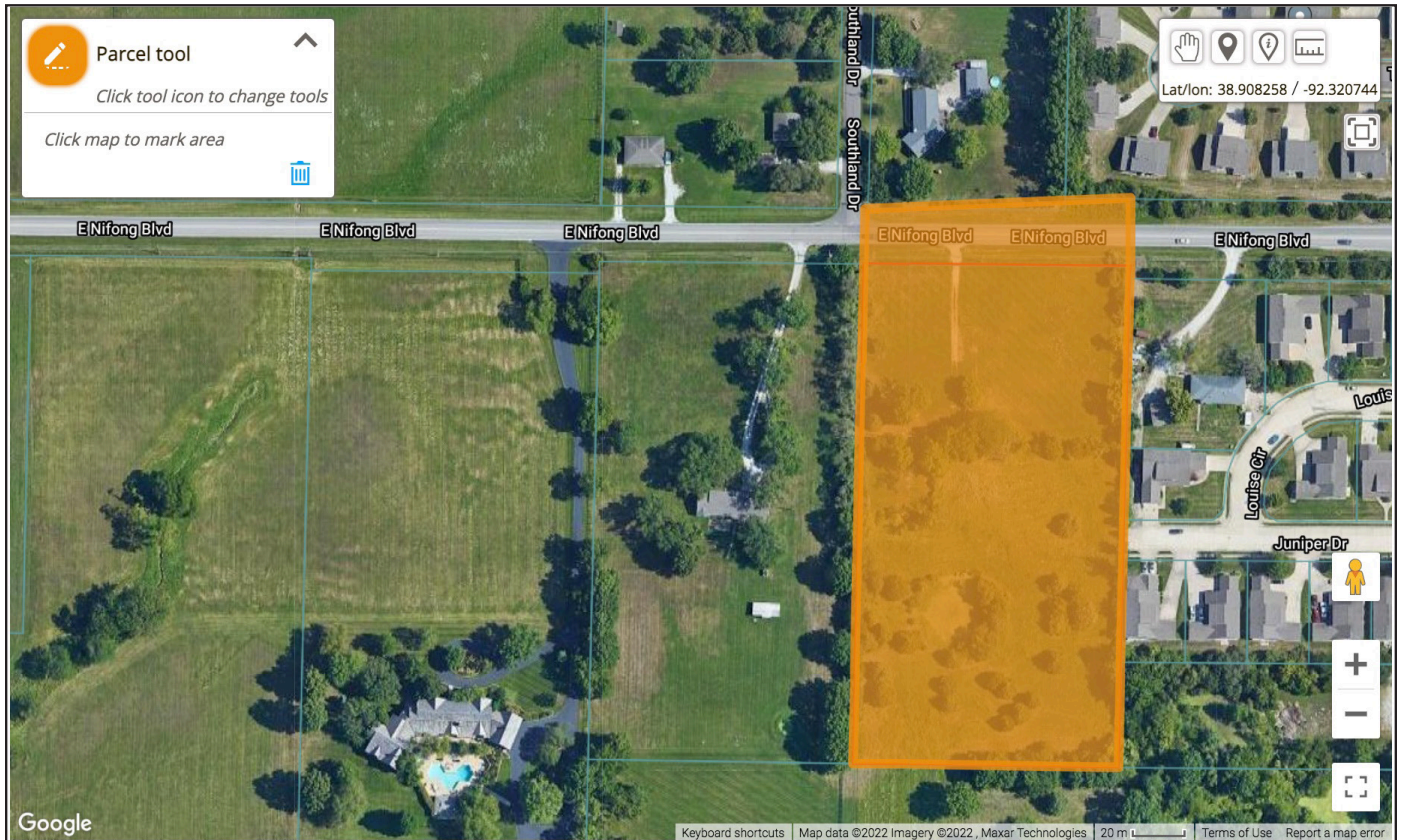 Parcel tool
Click tool icon to change tools
Click map to mark area
Lat/lon: 38.908258 / -92.320744
outhland Dr
Southland Dr
E Nifong Blvd
E Nifong Blvd
E Nifong Blvd
E Nifong Blvd
E Nifong Blvd
E Nifong Blvd
Louis
Louise Cir
Juniper Dr
Google
Keyboard shortcuts
Map data ©2022 Imagery ©2022 , Maxar Technologies
20 m
Terms of Use
Report a map error